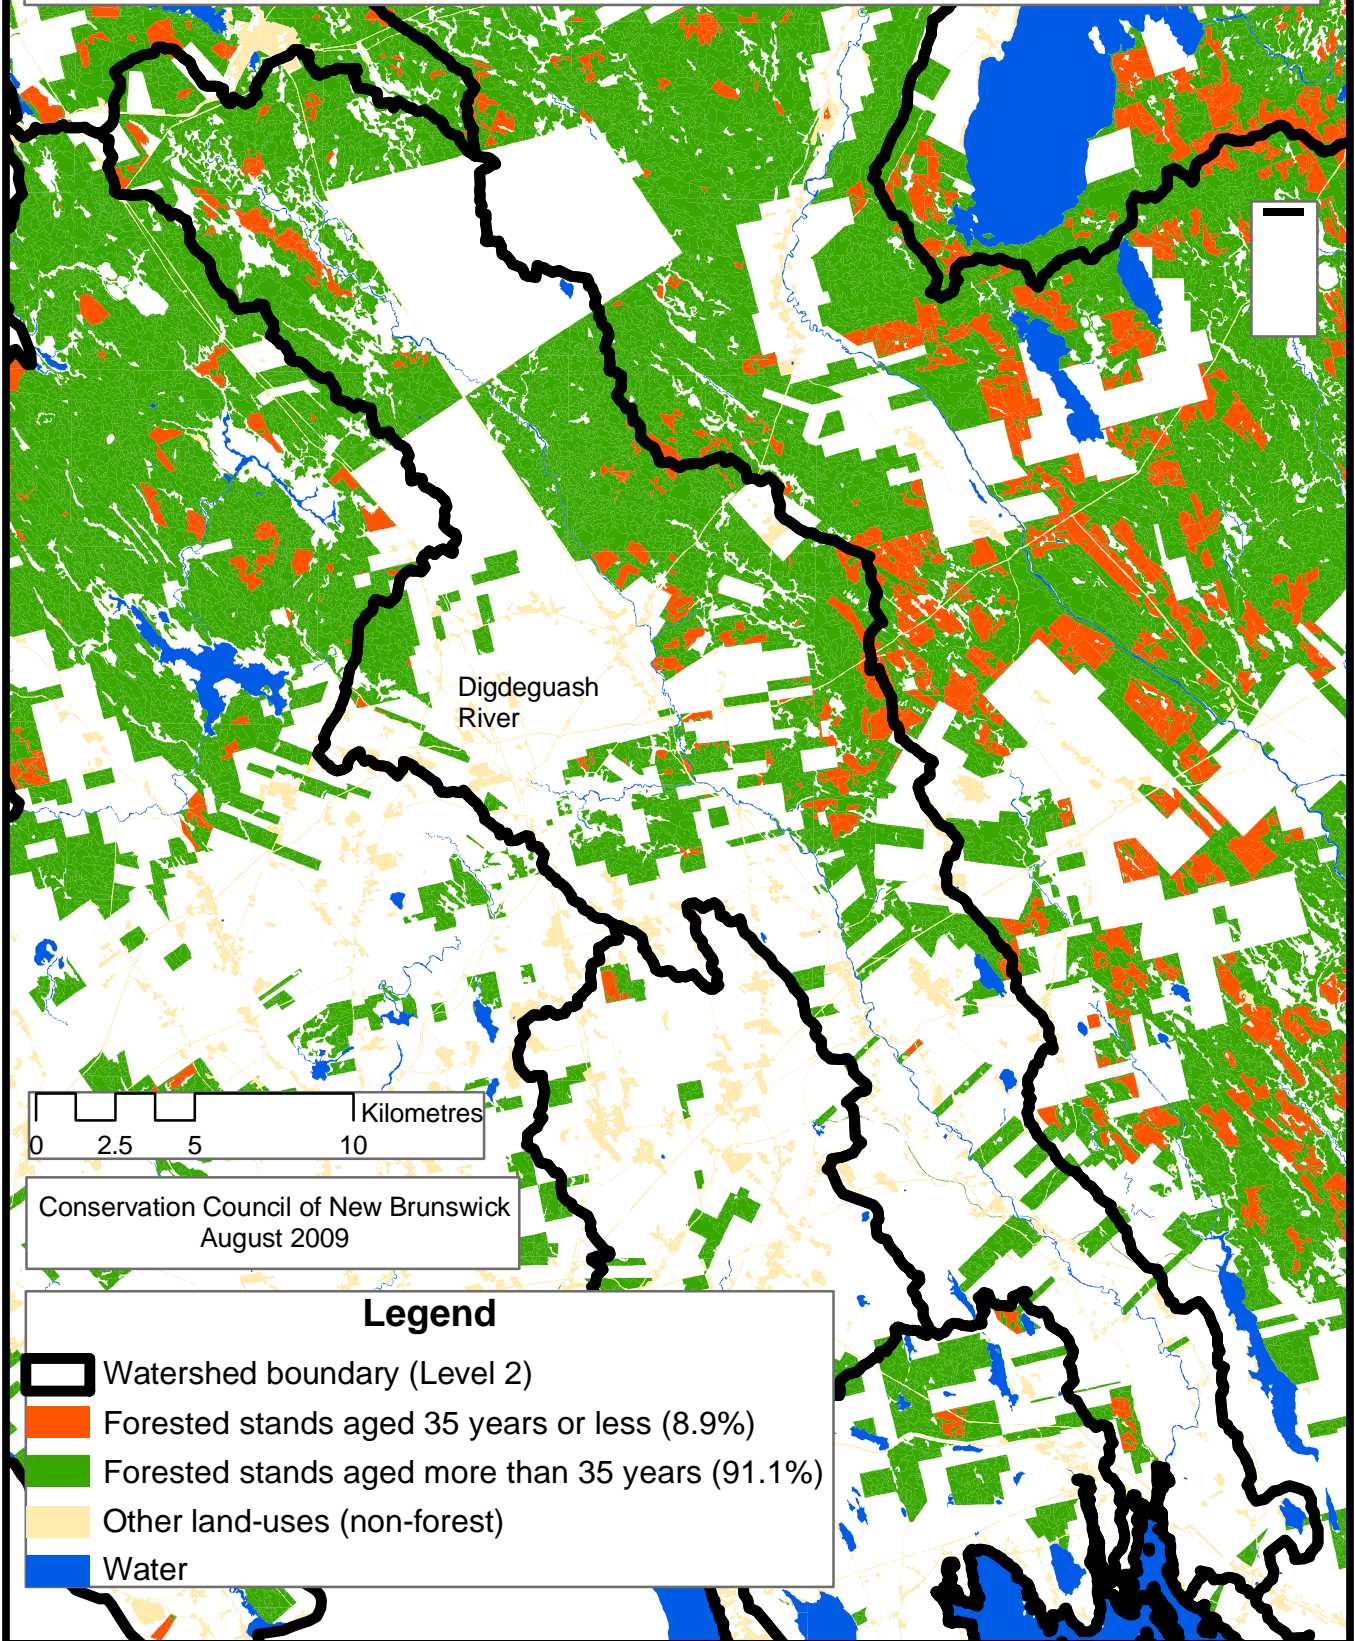 Digdeguash
River
Kilometres
0 2.5 5 10
Conservation Council of New Brunswick
August 2009
Legend
Watershed boundary (Level 2)
Forested stands aged 35 years or less (8.9%)
Forested stands aged more than 35 years (91.1%)
Other land-uses (non-forest)
Water